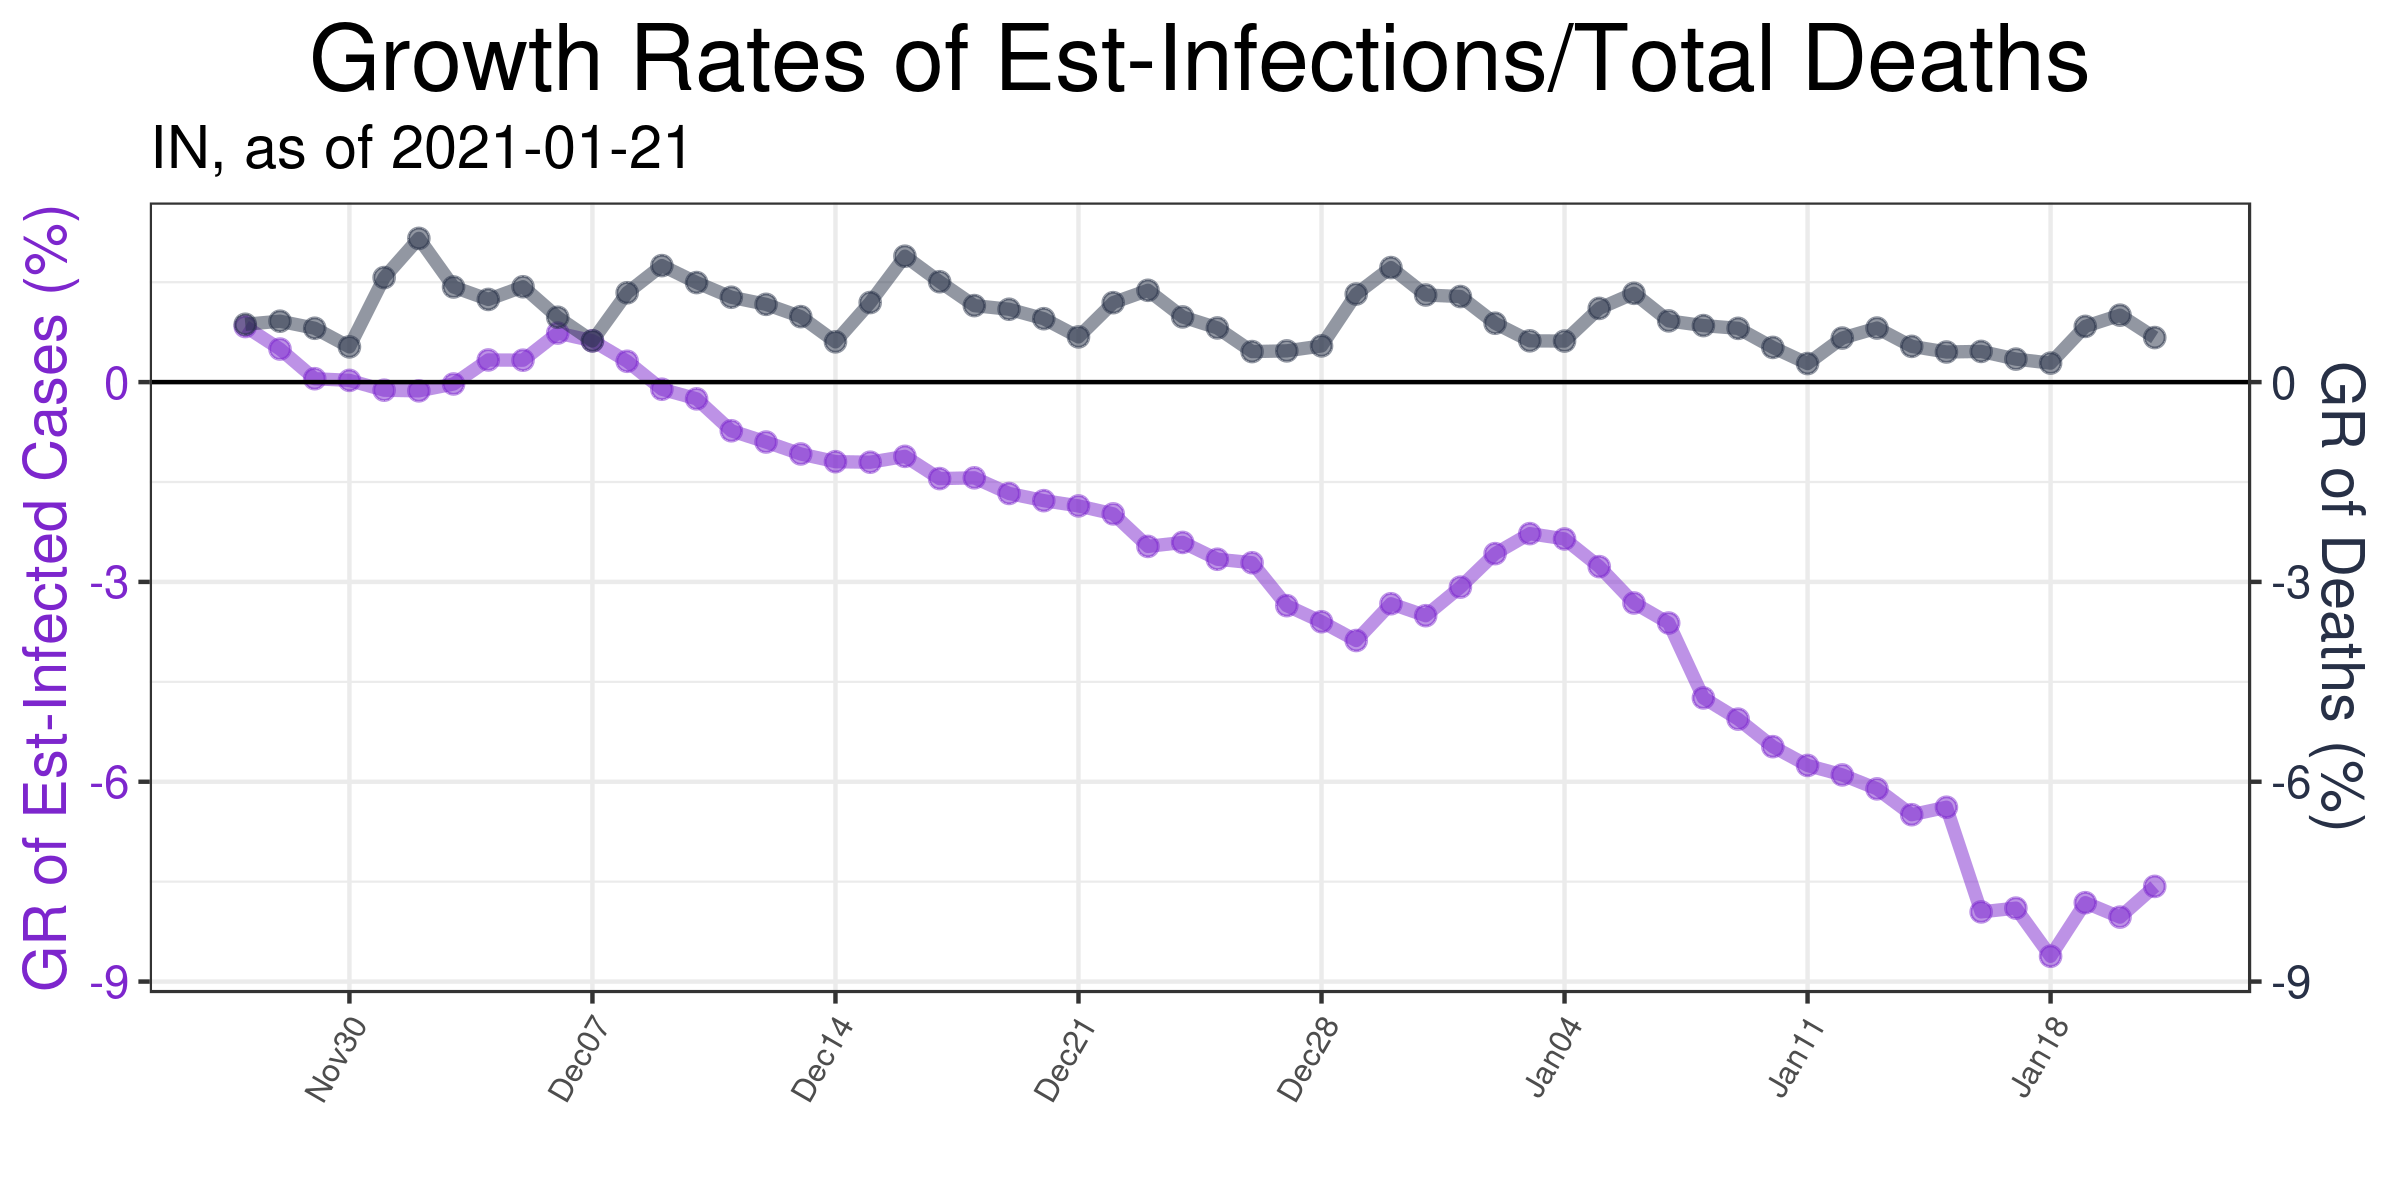 Growth Rates of Est-Infections/Total Deaths
IN, as of 2021-01-21
GR of Est-Infected Cases (%)
0
-3
-6
-9
0
-3
-6
-9
GR of Deaths (%)
Nov30
Dec07
Dec14
Dec21
Dec28
Jan04
Jan11
Jan18